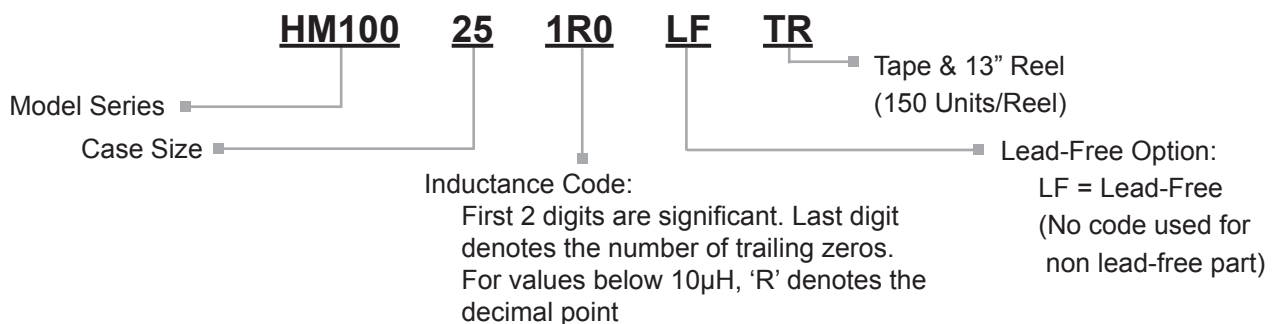 HM100 25 1R0 LF TR
Tape & 13” Reel
(150 Units/Reel)
Model Series
Case Size
Lead-Free Option:
LF = Lead-Free
(No code used for
non lead-free part)
Inductance Code:
First 2 digits are significant. Last digit
denotes the number of trailing zeros.
For values below 10µH, ‘R’ denotes the
decimal point